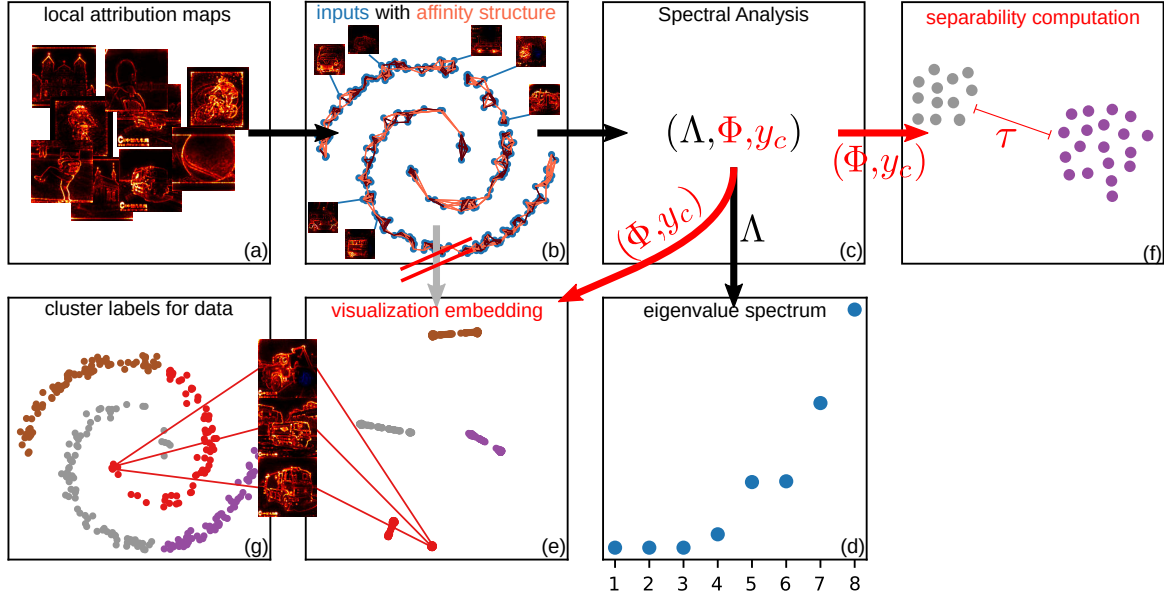 local attribution maps
(a)
inputs with affinity structure
(b)
Spectral Analysis
(Λ,Φ,y_c)
(c)
separability computation
τ
(f)
(Φ,y_c)
(Φ,y_c)
Λ
cluster labels for data
(g)
visualization embedding
(e)
eigenvalue spectrum
(d)
1 2 3 4 5 6 7 8